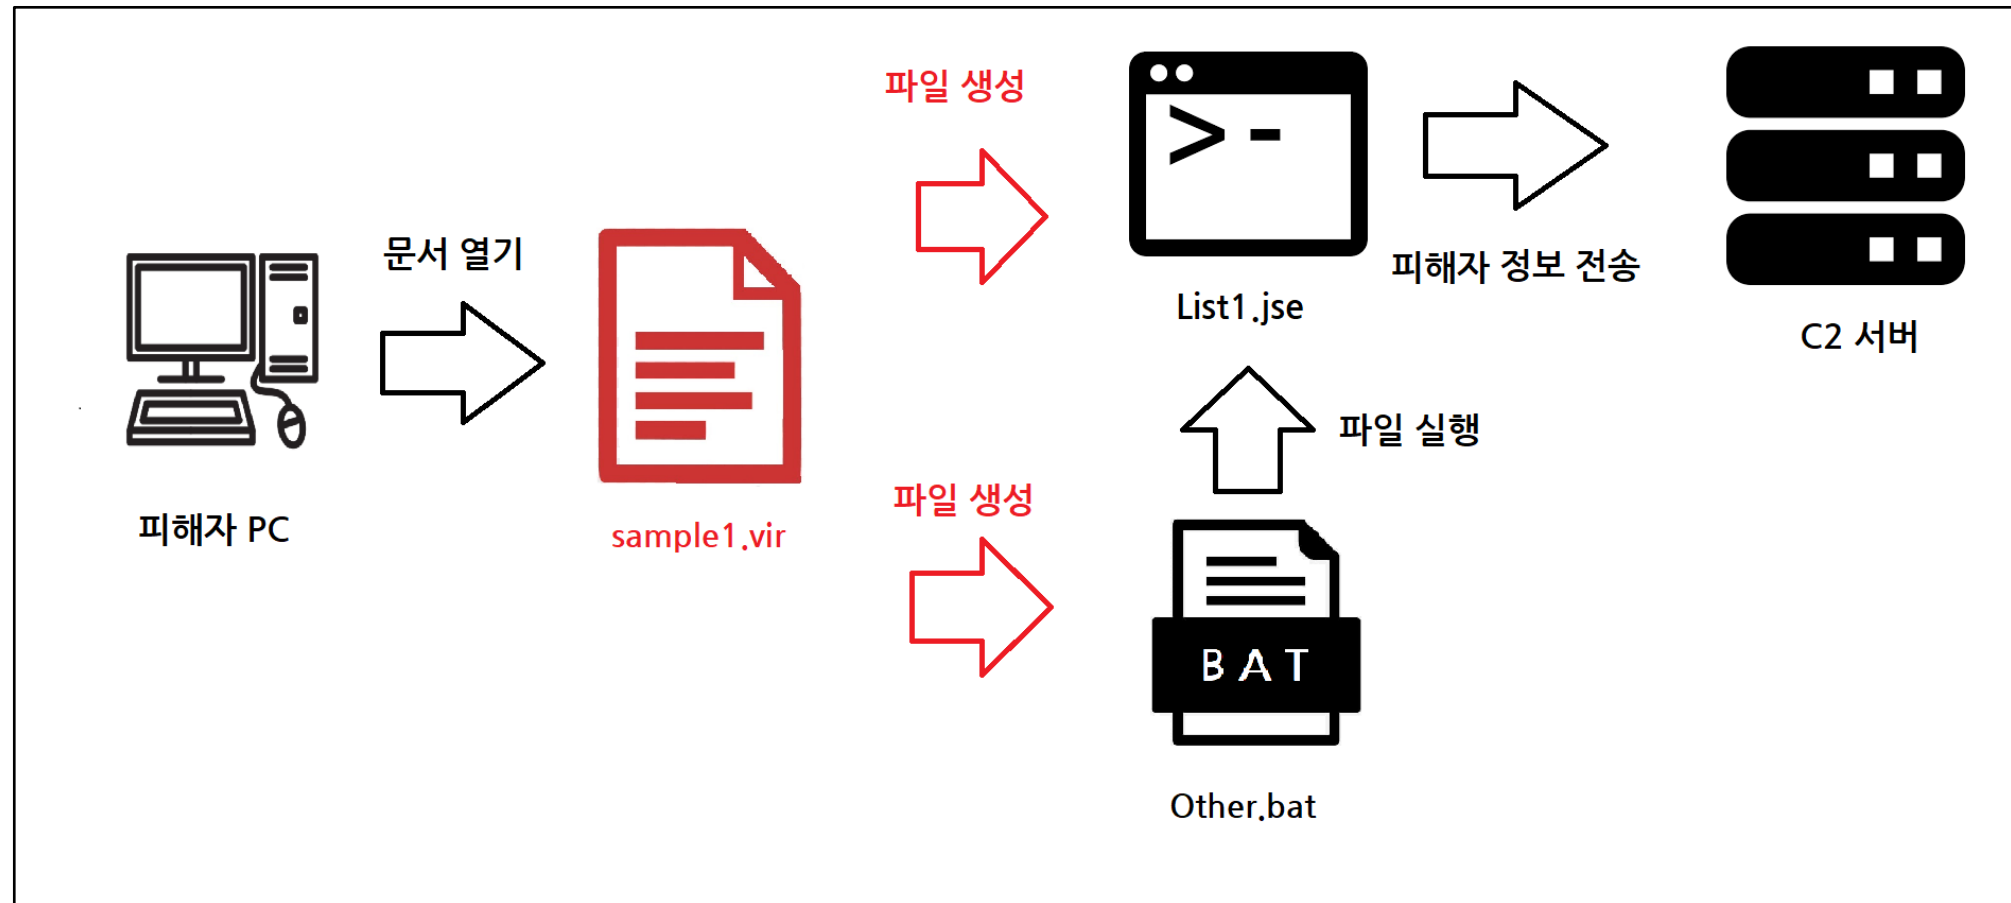 파일 생성
>-
문서 열기
피해자 정보 전송
List1.jse
C2 서버
파일 실행
파일 생성
피해자 PC
sample1.vir
BAT
Other.bat